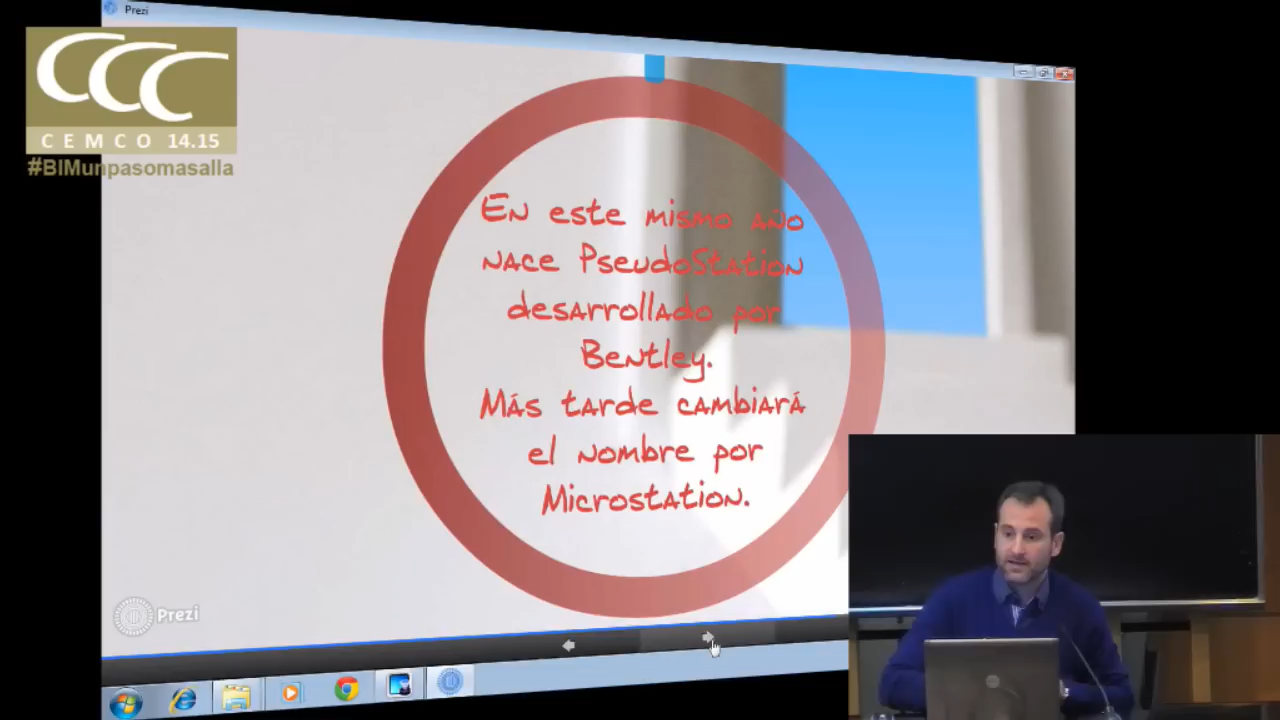 Prezi
CCC
CEMCO 14.15
#BIMunpasomasalla
En este mismo año
nace PseudoStation
desarrollado por
Bentley.
Más tarde cambiará
el nombre por
Microstation.
Prezi